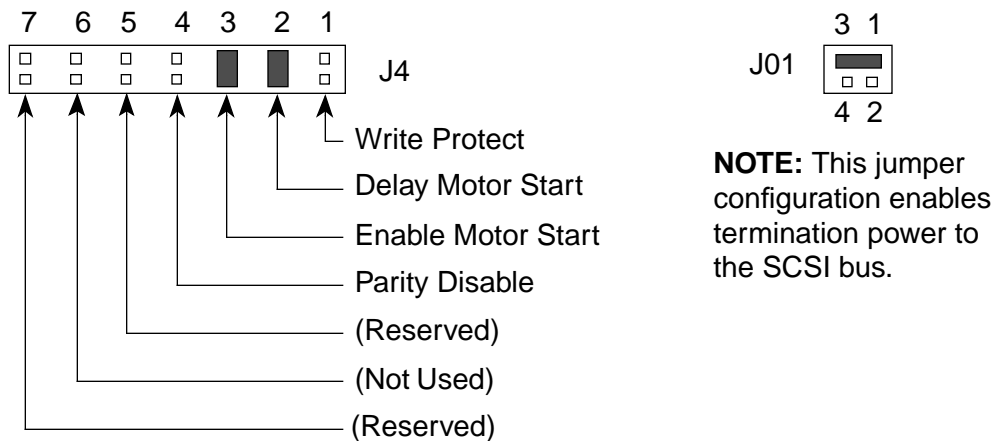 7 6 5 4 3 2 1
J4
Write Protect
Delay Motor Start
Enable Motor Start
Parity Disable
(Reserved)
(Not Used)
(Reserved)
3 1
J01
4 2
NOTE: This jumper
configuration enables
termination power to
the SCSI bus.